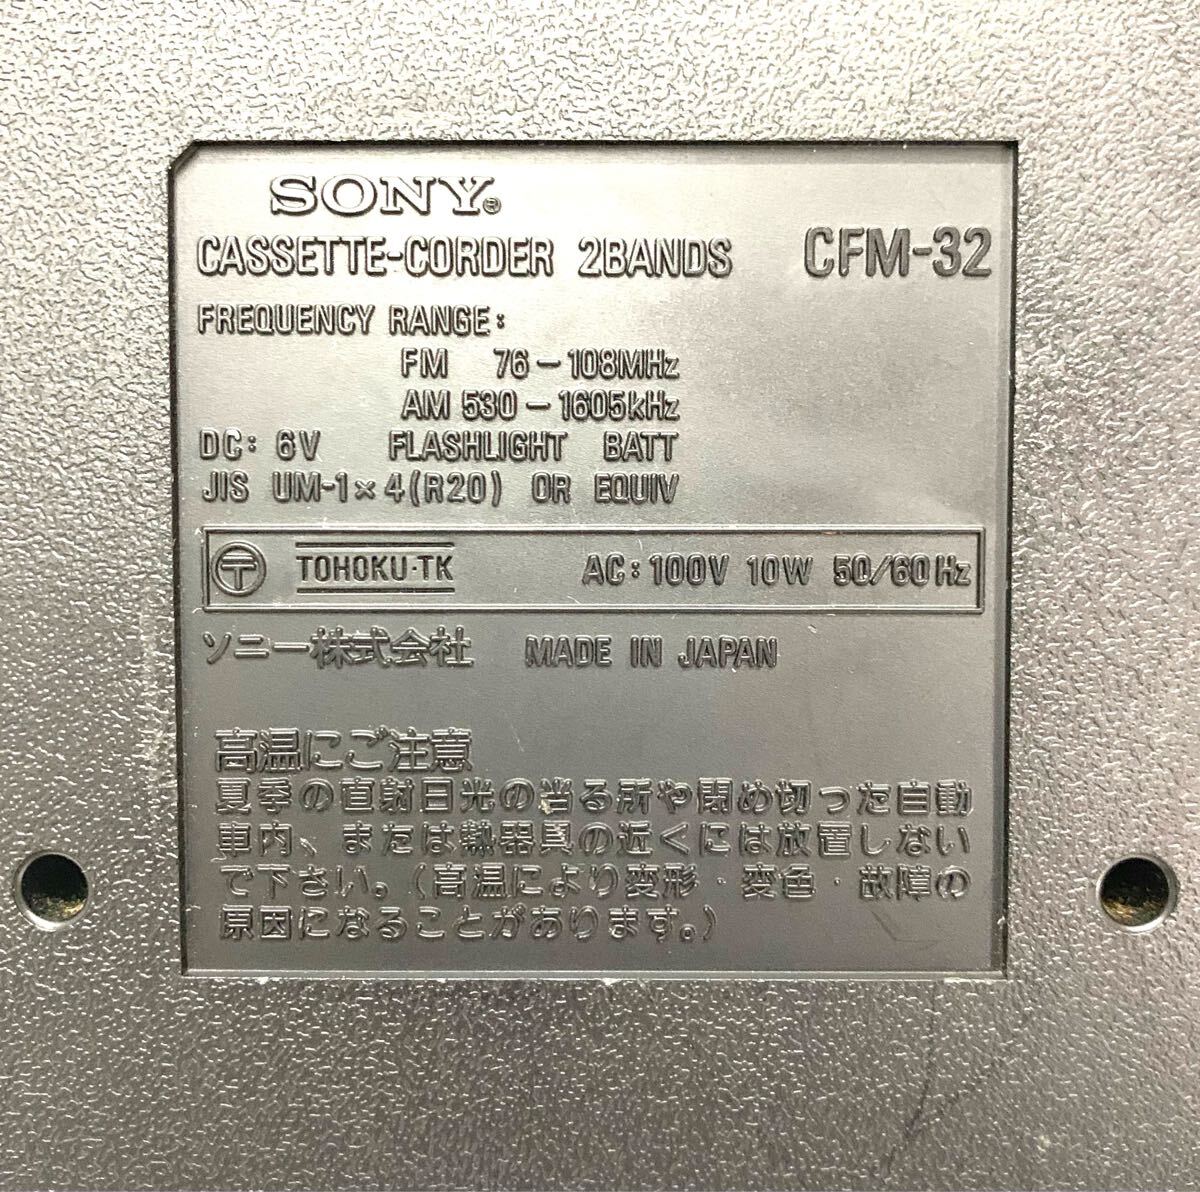 SONY®
CASSETTE-CORDER 2BANDS CFM-32
FREQUENCY RANGE:
FM 76-108MHz
AM 530-1605kHz
DC: 6V FLASHLIGHT BATT
JIS UM-1×4(R20) OR EQUIV
〶 TOHOKU·TK AC:100V 10W 50/60Hz
ソニー株式会社 MADE IN JAPAN
高温にご注意
夏季の直射日光の当る所や閉め切った自動
車内、または熱器具の近くには放置しない
で下さい。(高温により変形・変色・故障の
原因になることがあります。)